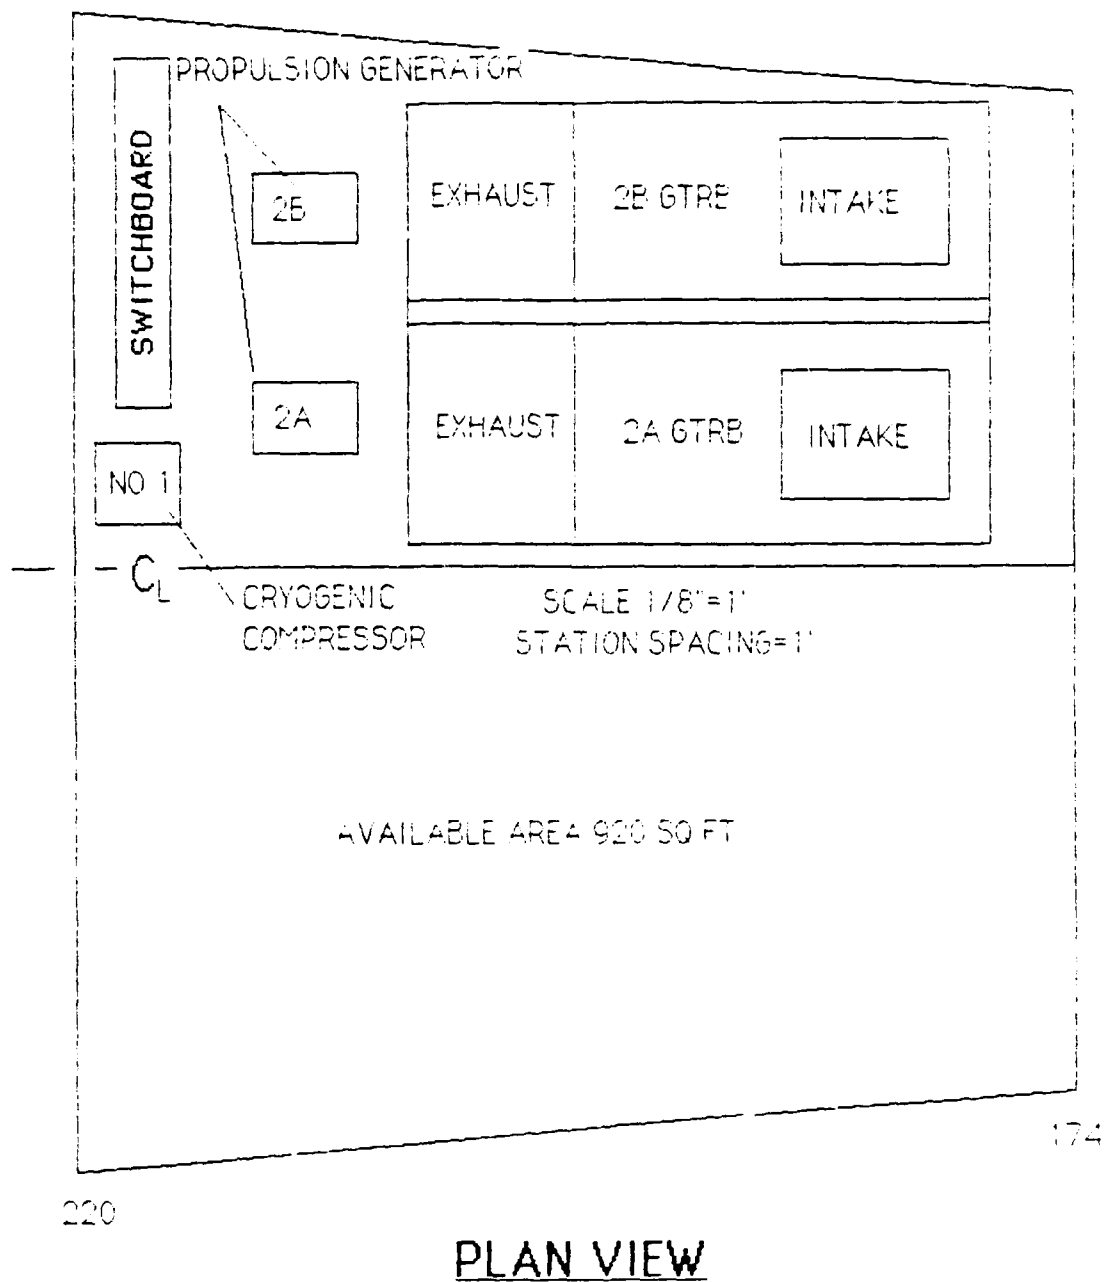 PROPULSION GENERATOR
SWITCHBOARD
2B
EXHAUST
2B GTRB
INTAKE
2A
EXHAUST
2A GTRB
INTAKE
NO 1
CL
CRYOGENIC
COMPRESSOR
SCALE 1/8"=1'
STATION SPACING=1'
AVAILABLE AREA 920 SQ FT
174
220
PLAN VIEW